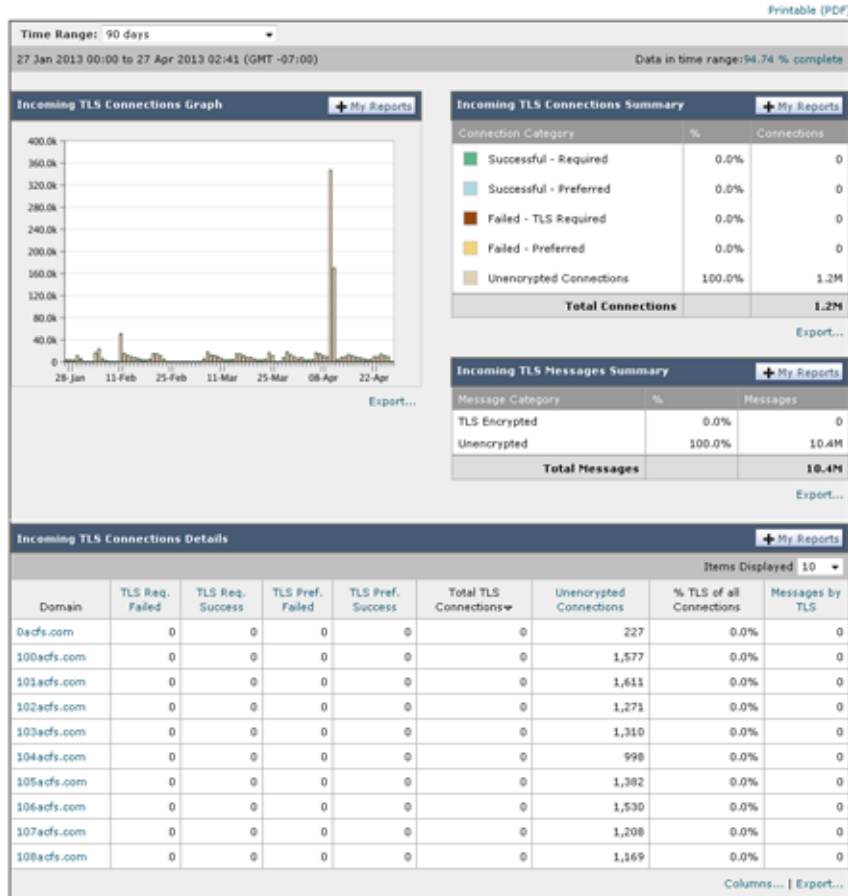 Printable (PDF)
Time Range: 90 days
27 Jan 2013 00:00 to 27 Apr 2013 02:41 (GMT -07:00) Data in time range:94.74 % complete
Incoming TLS Connections Graph My Reports
400.0k
360.0k
320.0k
280.0k
240.0k
200.0k
160.0k
120.0k
80.0k
40.0k
0
28-Jan 11-Feb 25-Feb 11-Mar 25-Mar 08-Apr 22-Apr
Export...
Incoming TLS Connections Summary My Reports
Connection Category % Connections
Successful - Required 0.0% 0
Successful - Preferred 0.0% 0
Failed - TLS Required 0.0% 0
Failed - Preferred 0.0% 0
Unencrypted Connections 100.0% 1.2M
Total Connections 1.2M
Export...
Incoming TLS Messages Summary My Reports
Message Category % Messages
TLS Encrypted 0.0% 0
Unencrypted 100.0% 10.4M
Total Messages 10.4M
Export...
Incoming TLS Connections Details My Reports
Items Displayed 10
Domain TLS Req. Failed TLS Req. Success TLS Pref. Failed TLS Pref. Success Total TLS Connections Unencrypted Connections % TLS of all Connections Messages by TLS
0acfs.com 0 0 0 0 0 227 0.0% 0
100acfs.com 0 0 0 0 0 1,577 0.0% 0
101acfs.com 0 0 0 0 0 1,611 0.0% 0
102acfs.com 0 0 0 0 0 1,271 0.0% 0
103acfs.com 0 0 0 0 0 1,310 0.0% 0
104acfs.com 0 0 0 0 0 998 0.0% 0
105acfs.com 0 0 0 0 0 1,382 0.0% 0
106acfs.com 0 0 0 0 0 1,530 0.0% 0
107acfs.com 0 0 0 0 0 1,208 0.0% 0
108acfs.com 0 0 0 0 0 1,169 0.0% 0
Columns... | Export...